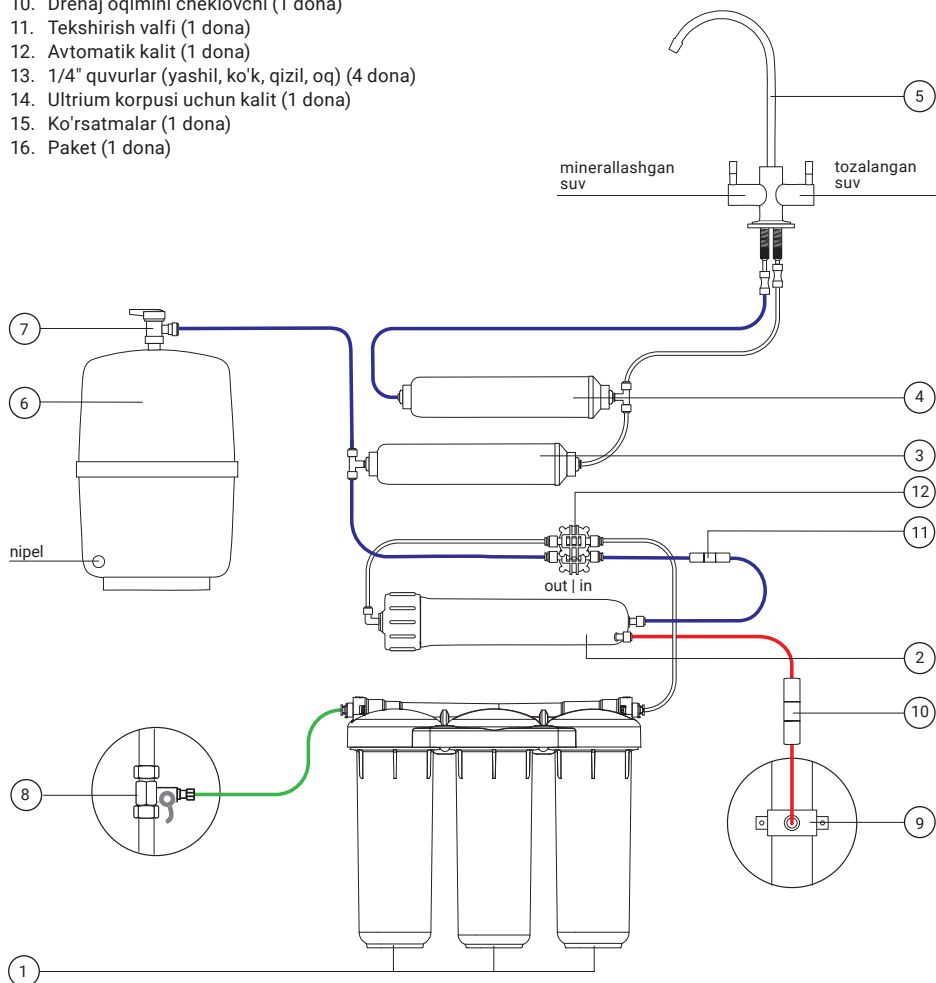 10. Drenaj oqimini cheklovchi (1 dona)
11. Tekshirish valfi (1 dona)
12. Avtomatik kalit (1 dona)
13. 1/4" quvurlar (yashil, ko'k, qizil, oq) (4 dona)
14. Ultrium korpusi uchun kalit (1 dona)
15. Ko'rsatmalar (1 dona)
16. Paket (1 dona)
5
minerallashgan
suv
tozalangan
suv
7
6
4
3
12
11
nipel
out | in
2
10
8
9
1